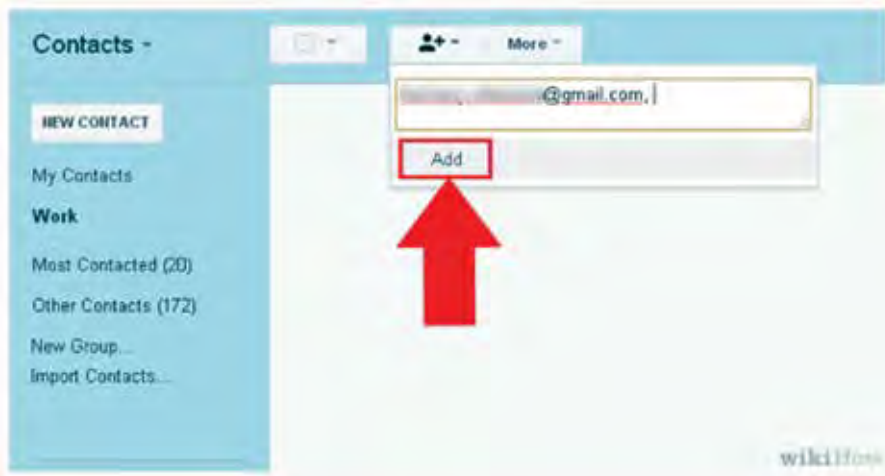 Contacts -
More -
@gmail.com,
Add
NEW CONTACT
My Contacts
Work
Most Contacted (20)
Other Contacts (172)
New Group...
Import Contacts...
wikiHow